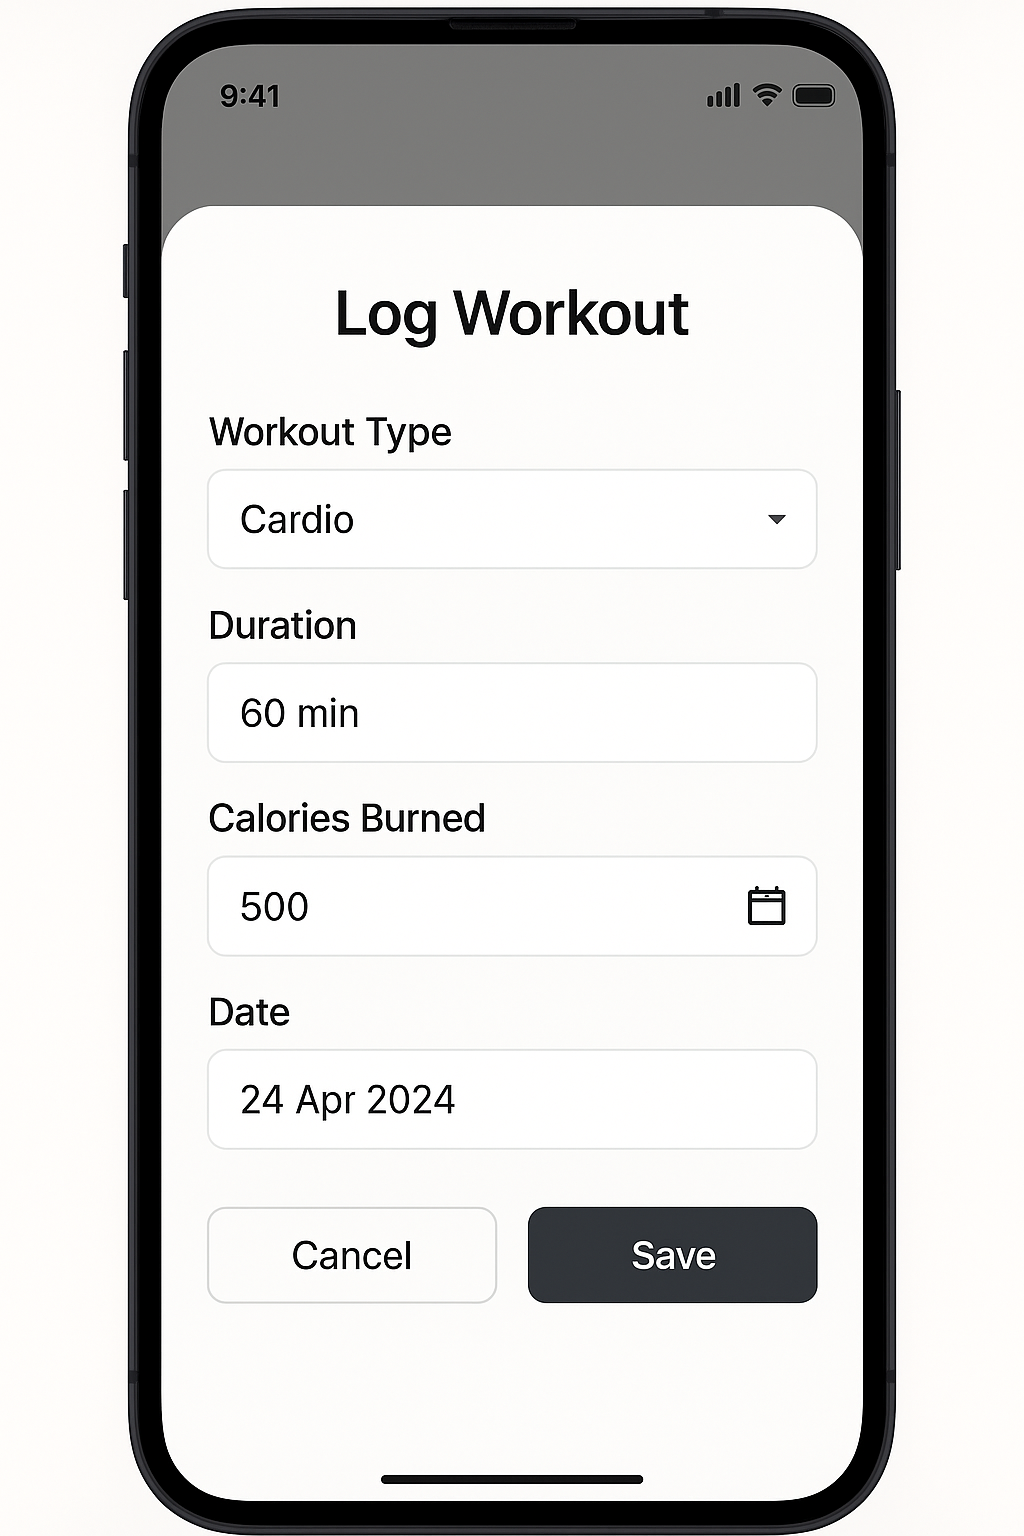 9:41
Log Workout
Workout Type
Cardio
Duration
60 min
Calories Burned
500
Date
24 Apr 2024
Cancel
Save